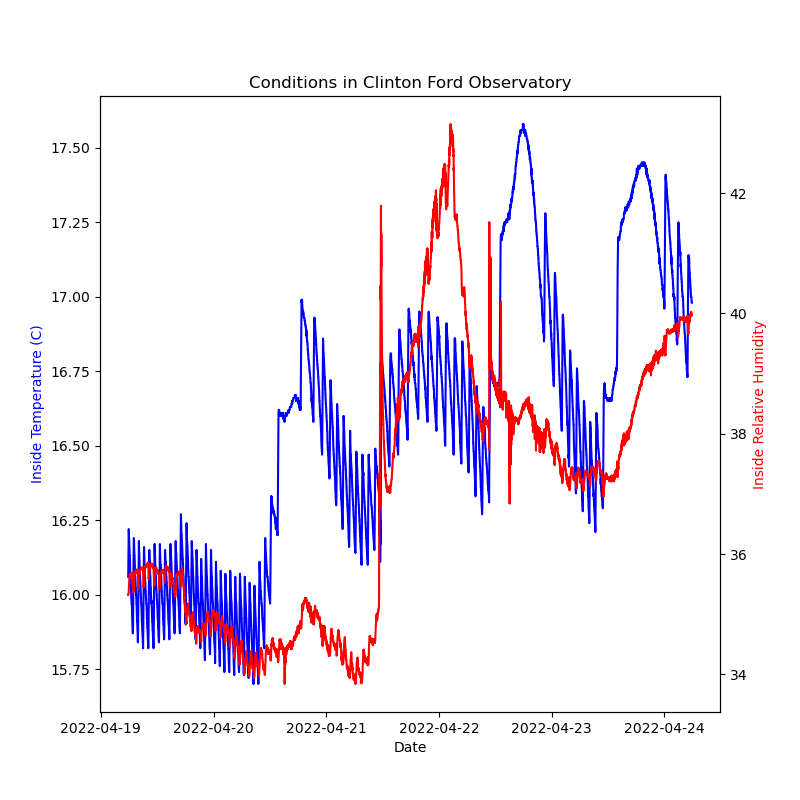 Conditions in Clinton Ford Observatory
17.50
17.25
17.00
16.75
16.50
16.25
16.00
15.75
Inside Temperature (C)
42
40
38
36
34
Inside Relative Humidity
2022-04-19 2022-04-20 2022-04-21 2022-04-22 2022-04-23 2022-04-24
Date